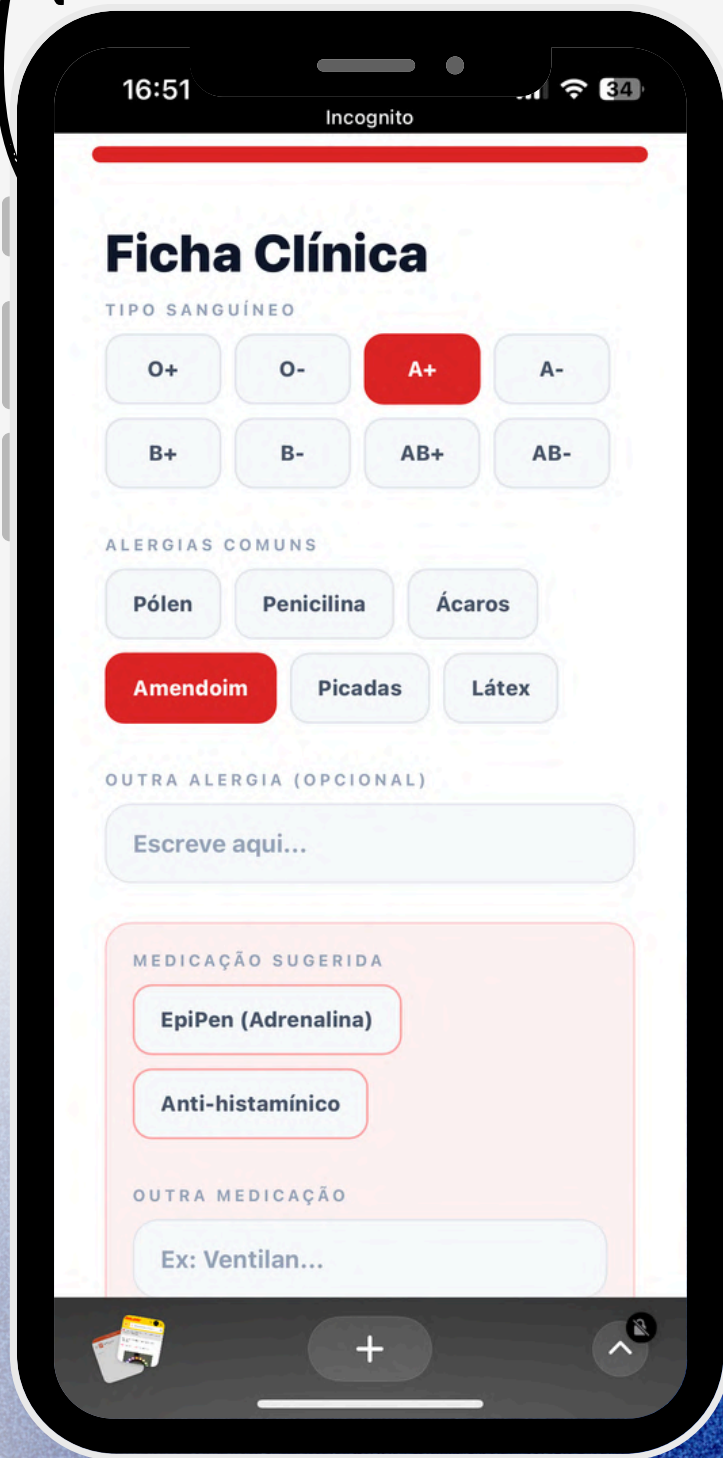 16:51
34
Incognito
Ficha Clínica
TIPO SANGUÍNEO
O+ O- A+ A-
B+ B- AB+ AB-
ALERGIAS COMUNS
Pólen Penicilina Ácaros
Amendoim Picadas Látex
OUTRA ALERGIA (OPCIONAL)
Escreve aqui...
MEDICAÇÃO SUGERIDA
EpiPen (Adrenalina)
Anti-histamínico
OUTRA MEDICAÇÃO
Ex: Ventilan...